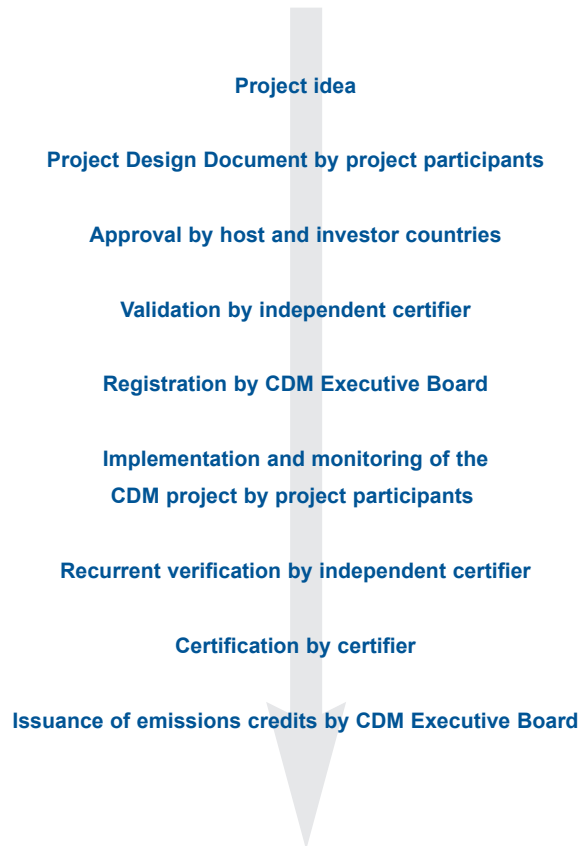 Project idea
Project Design Document by project participants
Approval by host and investor countries
Validation by independent certifier
Registration by CDM Executive Board
Implementation and monitoring of the
CDM project by project participants
Recurrent verification by independent certifier
Certification by certifier
Issuance of emissions credits by CDM Executive Board